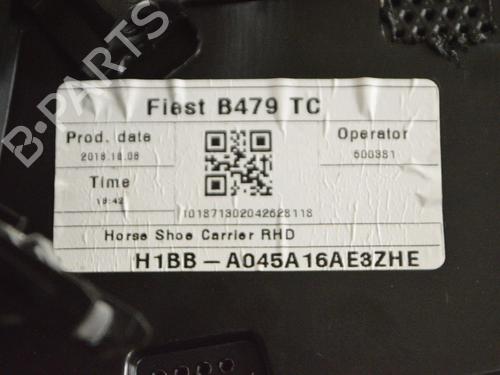 B-PARTS
Fiest B479 TC
Prod. date
2018.10.08
Operator
500381
Time
18:42
101871302042628118
Horse Shoe Carrier RHD
H1BB - A045A16AE3ZHE